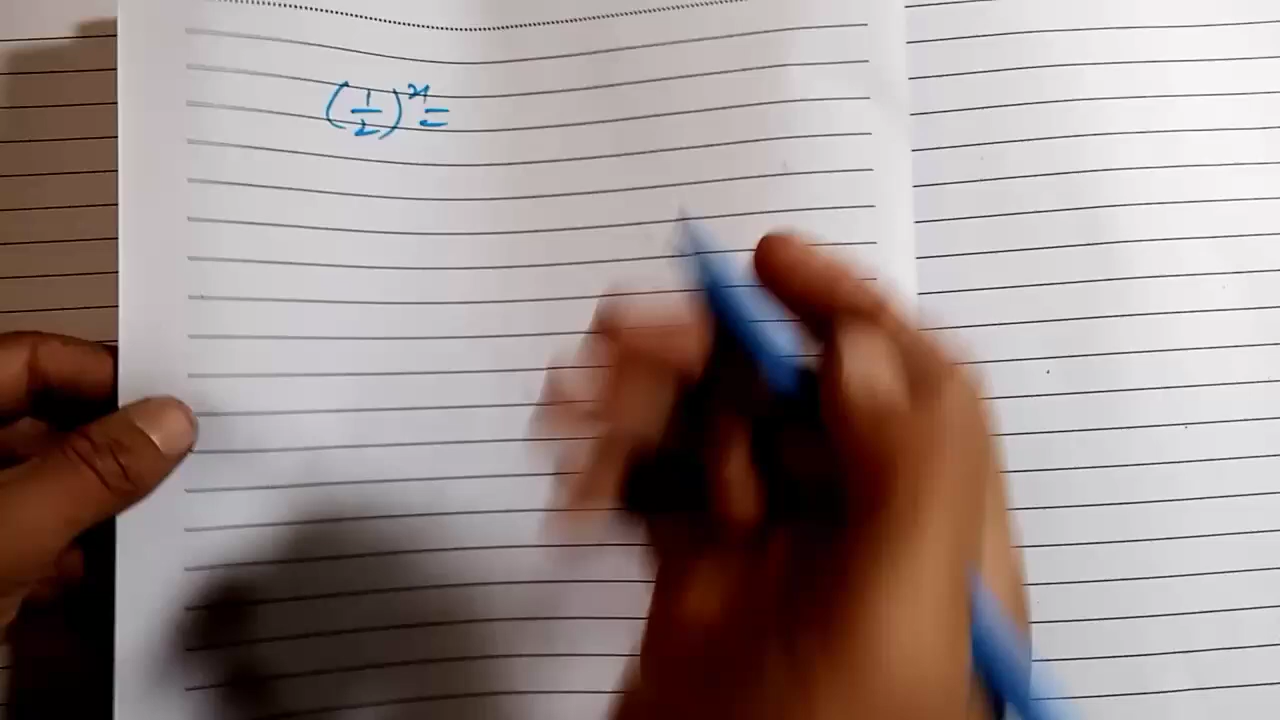 (1/2)^x =